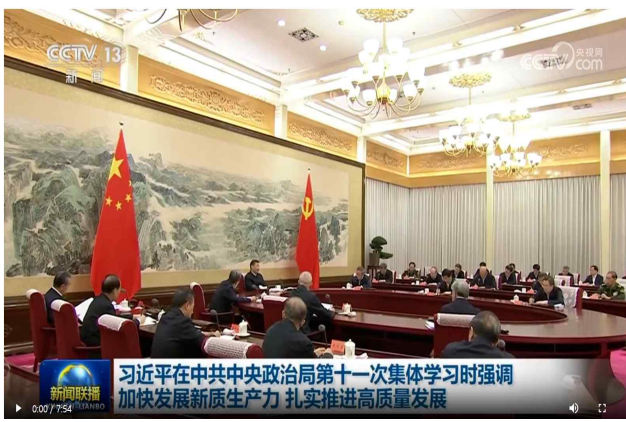 CCTV 13
新闻
央视网
CCTV.com
习近平在中共中央政治局第十一次集体学习时强调
加快发展新质生产力 扎实推进高质量发展
新闻联播
XINWENLIANBO
0:00 / 7:54